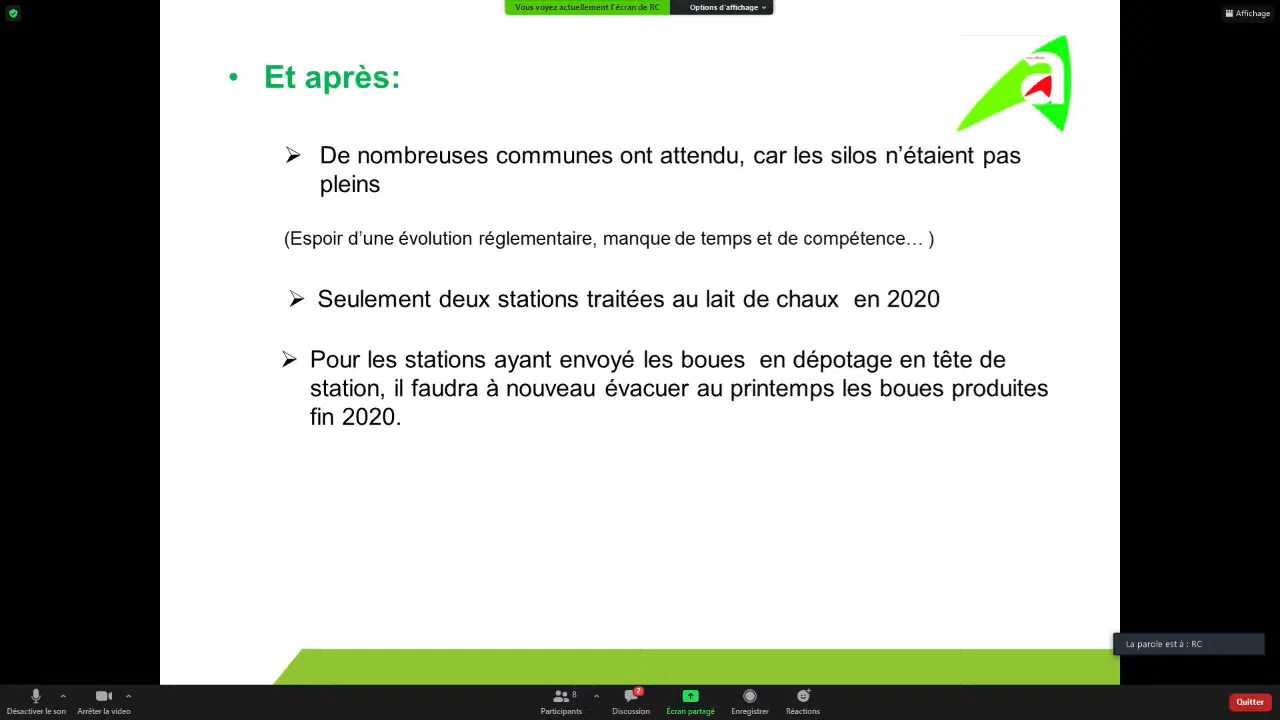 Vous voyez actuellement l'écran de RC
Options d'affichage
Affichage
• Et après:
a
➢ De nombreuses communes ont attendu, car les silos n’étaient pas
pleins
(Espoir d’une évolution réglementaire, manque de temps et de compétence… )
➢ Seulement deux stations traitées au lait de chaux en 2020
➢ Pour les stations ayant envoyé les boues en dépotage en tête de
station, il faudra à nouveau évacuer au printemps les boues produites
fin 2020.
La parole est à : RC
Désactiver le son
Arrêter la video
Participants
8
Discussion
2
Écran partagé
Enregistrer
Réactions
Quitter